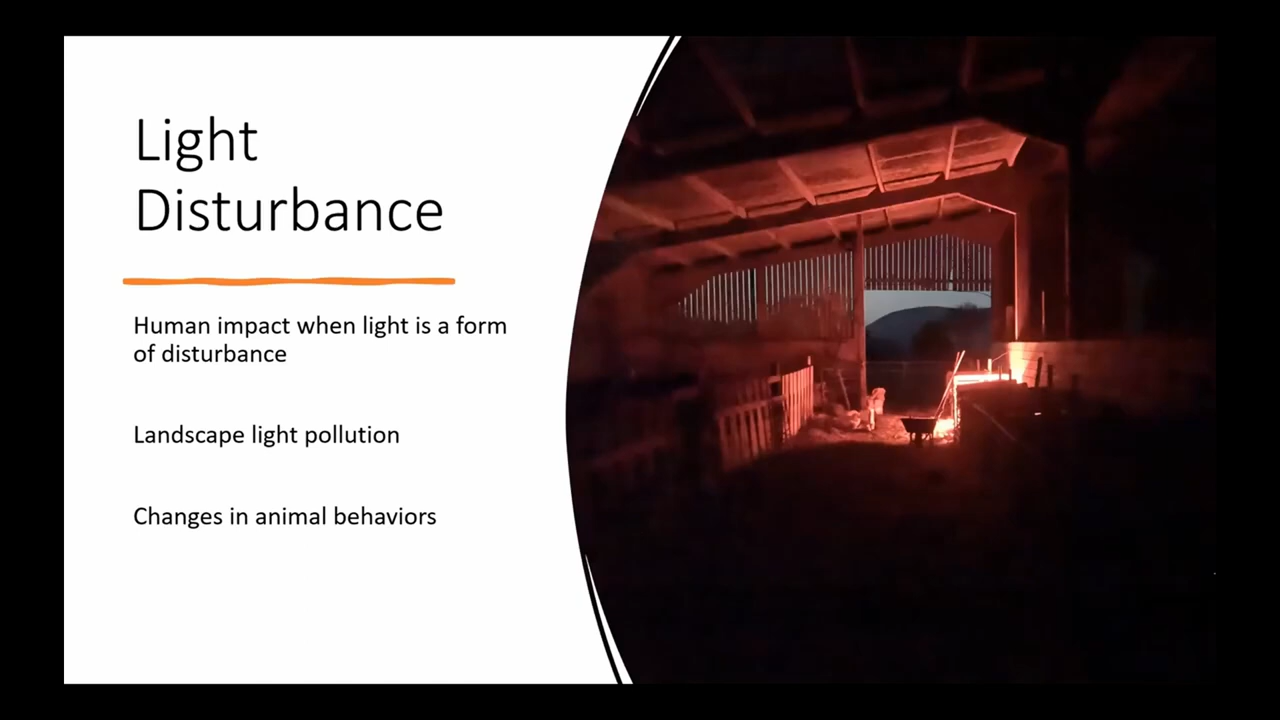 Light
Disturbance
Human impact when light is a form
of disturbance
Landscape light pollution
Changes in animal behaviors